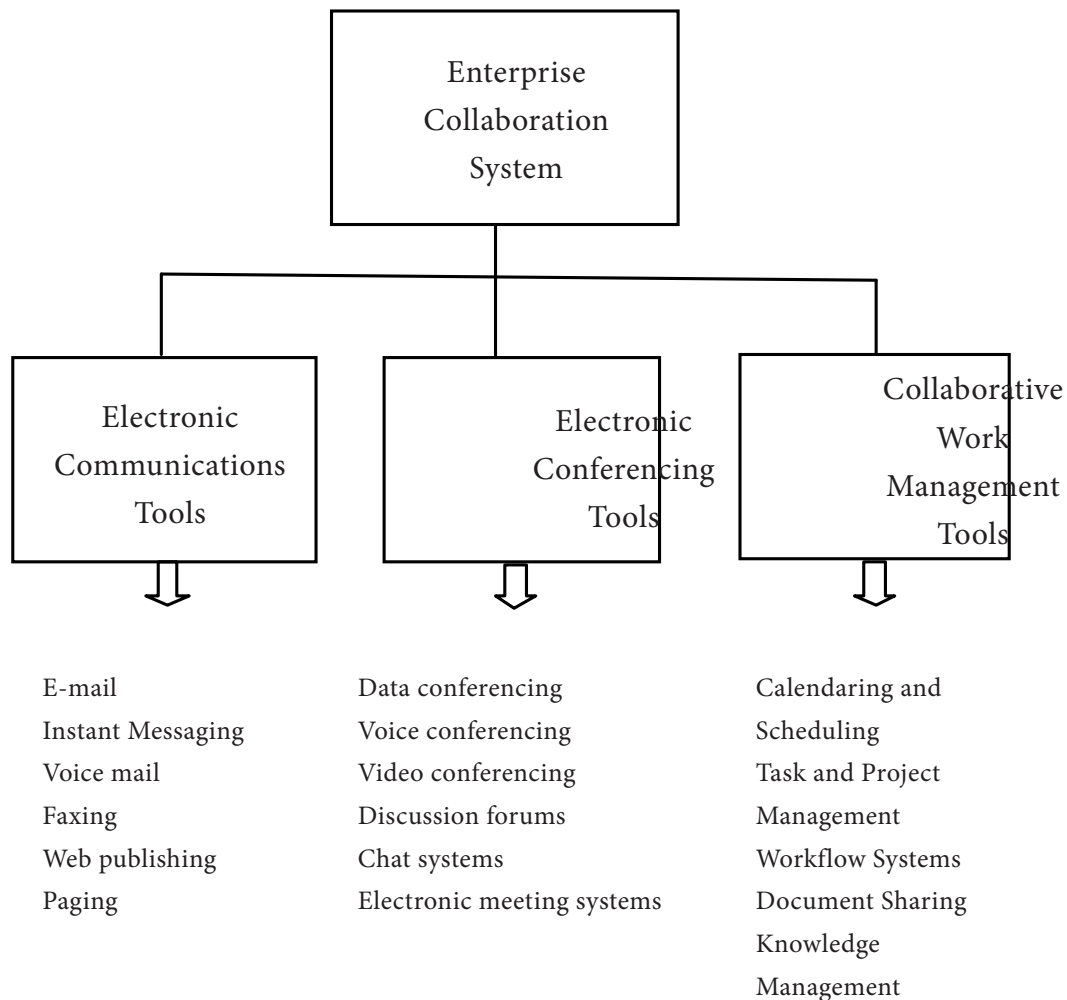 Enterprise
Collaboration
System
Electronic
Communications
Tools
Electronic
Conferencing
Tools
Collaborative
Work
Management
Tools
E-mail
Instant Messaging
Voice mail
Faxing
Web publishing
Paging
Data conferencing
Voice conferencing
Video conferencing
Discussion forums
Chat systems
Electronic meeting systems
Calendaring and
Scheduling
Task and Project
Management
Workflow Systems
Document Sharing
Knowledge
Management